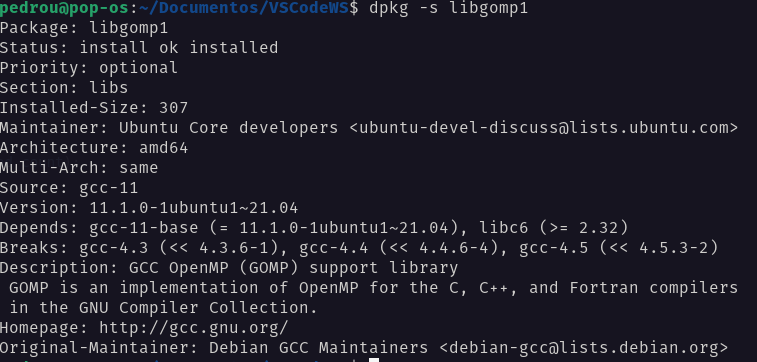 pedrou@pop-os:~/Documentos/VSCodeWS$ dpkg -s libgomp1
Package: libgomp1
Status: install ok installed
Priority: optional
Section: libs
Installed-Size: 307
Maintainer: Ubuntu Core developers <ubuntu-devel-discuss@lists.ubuntu.com>
Architecture: amd64
Multi-Arch: same
Source: gcc-11
Version: 11.1.0-1ubuntu1~21.04
Depends: gcc-11-base (= 11.1.0-1ubuntu1~21.04), libc6 (>= 2.32)
Breaks: gcc-4.3 (<< 4.3.6-1), gcc-4.4 (<< 4.4.6-4), gcc-4.5 (<< 4.5.3-2)
Description: GCC OpenMP (GOMP) support library
 GOMP is an implementation of OpenMP for the C, C++, and Fortran compilers
 in the GNU Compiler Collection.
Homepage: http://gcc.gnu.org/
Original-Maintainer: Debian GCC Maintainers <debian-gcc@lists.debian.org>